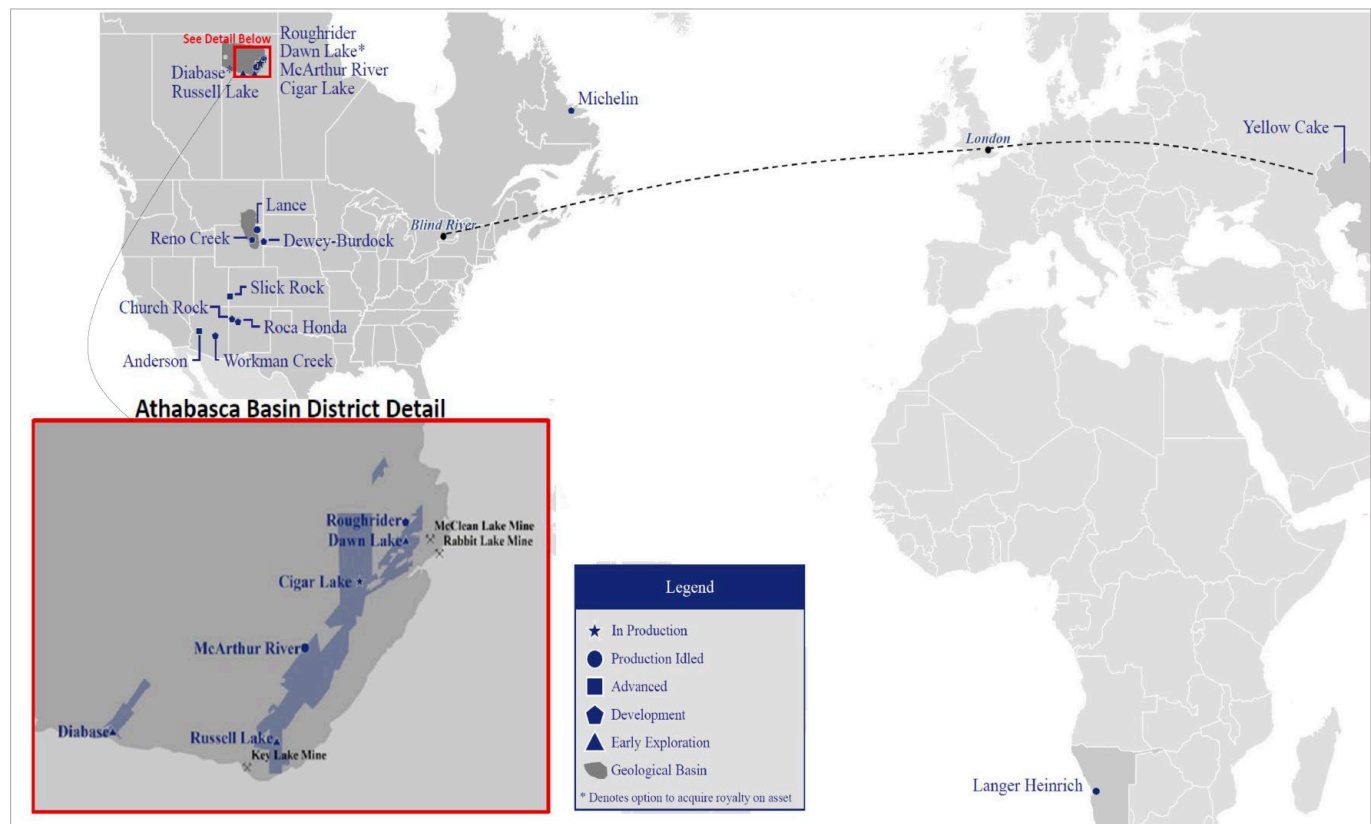 See Detail Below
Roughrider
Dawn Lake*
McArthur River
Cigar Lake
Diabase*
Russell Lake
Michelin
Yellow Cake
London
Blind River
Lance
Reno Creek
Dewey-Burdock
Slick Rock
Church Rock
Roca Honda
Anderson
Workman Creek
Athabasca Basin District Detail
Roughrider
McClean Lake Mine
Dawn Lake
Rabbit Lake Mine
Cigar Lake
McArthur River
Diabase
Russell Lake
Key Lake Mine
Legend
In Production
Production Idled
Advanced
Development
Early Exploration
Geological Basin
* Denotes option to acquire royalty on asset
Langer Heinrich